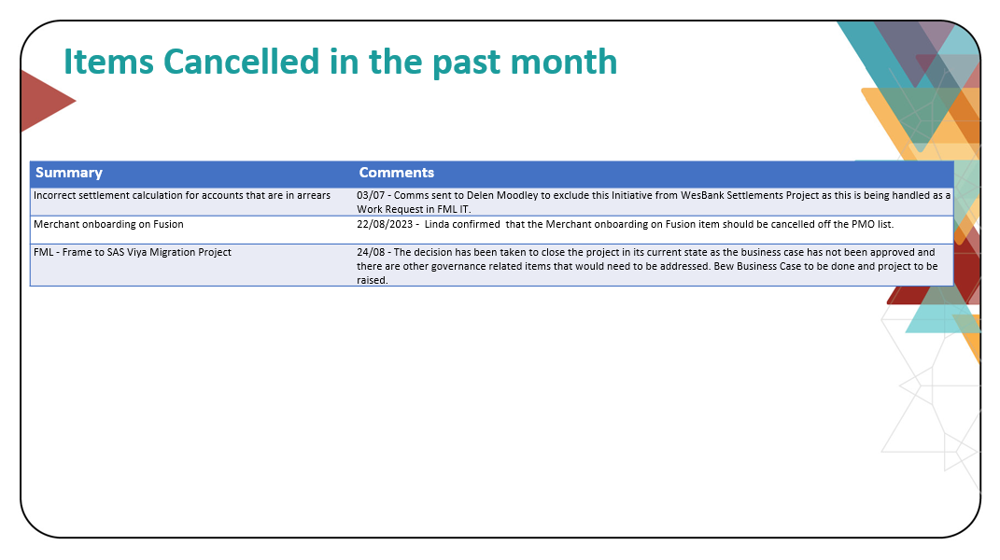 Items Cancelled in the past month
Summary Comments
Incorrect settlement calculation for accounts that are in arrears 03/07 - Comms sent to Delen Moodley to exclude this Initiative from WesBank Settlements Project as this is being handled as a
Work Request in FML IT.
Merchant onboarding on Fusion 22/08/2023 - Linda confirmed that the Merchant onboarding on Fusion item should be cancelled off the PMO list.
FML - Frame to SAS Viya Migration Project 24/08 - The decision has been taken to close the project in its current state as the business case has not been approved and
there are other governance related items that would need to be addressed. Bew Business Case to be done and project to be
raised.